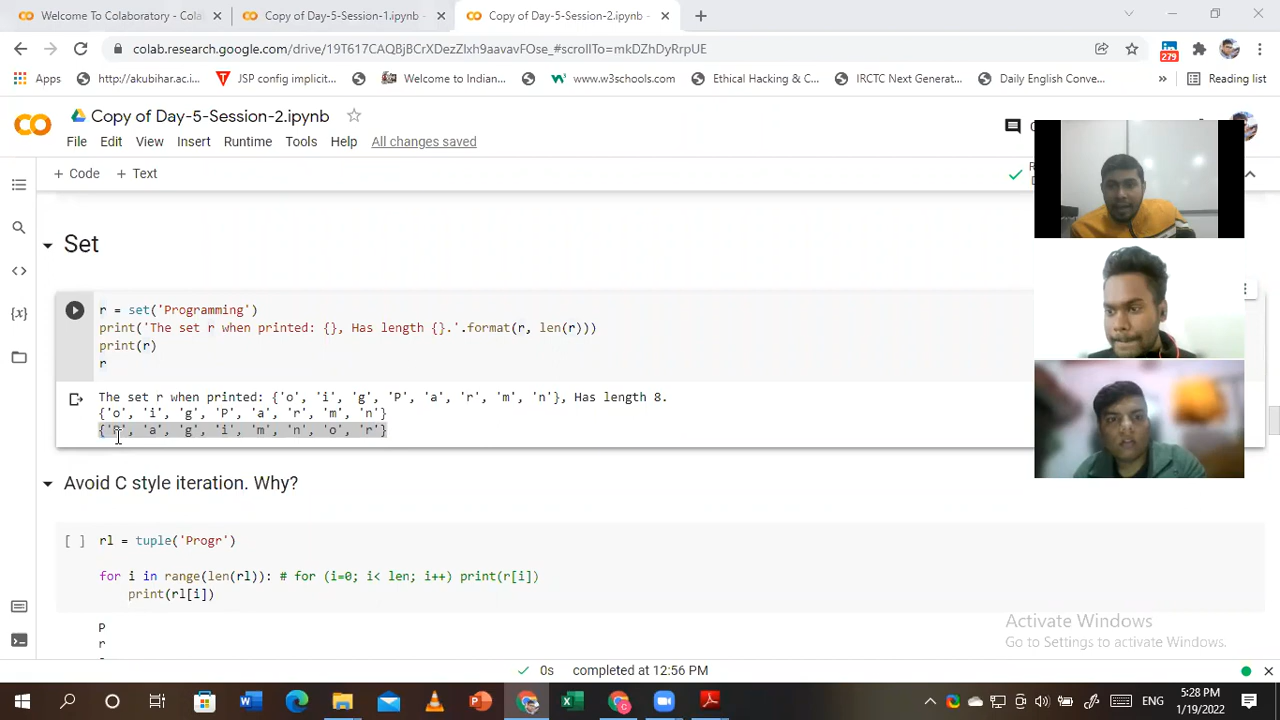 Welcome To Colaboratory - Cola
Copy of Day-5-Session-1.ipynb
Copy of Day-5-Session-2.ipynb
colab.research.google.com/drive/19T617CAQBjBCrXDezZlxh9aavavFOse_#scrollTo=mkDZhDyRrpUE
279
Apps
http://akubihar.ac.i...
JSP config implicit...
Welcome to Indian...
www.w3schools.com
Ethical Hacking & C...
IRCTC Next Generat...
Daily English Conve...
»
Reading list
CO
Copy of Day-5-Session-2.ipynb
File Edit View Insert Runtime Tools Help All changes saved
+ Code + Text
Set
r = set('Programming')
print('The set r when printed: {}, Has length {}.'.format(r, len(r)))
print(r)
r
The set r when printed: {'o', 'i', 'g', 'P', 'a', 'r', 'm', 'n'}, Has length 8.
{'o', 'i', 'g', 'P', 'a', 'r', 'm', 'n'}
{'P', 'a', 'g', 'i', 'm', 'n', 'o', 'r'}
Avoid C style iteration. Why?
[ ] rl = tuple('Progr')
for i in range(len(rl)): # for (i=0; i< len; i++) print(r[i])
print(rl[i])
P
r
Activate Windows
Go to Settings to activate Windows.
0s completed at 12:56 PM
ENG
5:28 PM
1/19/2022